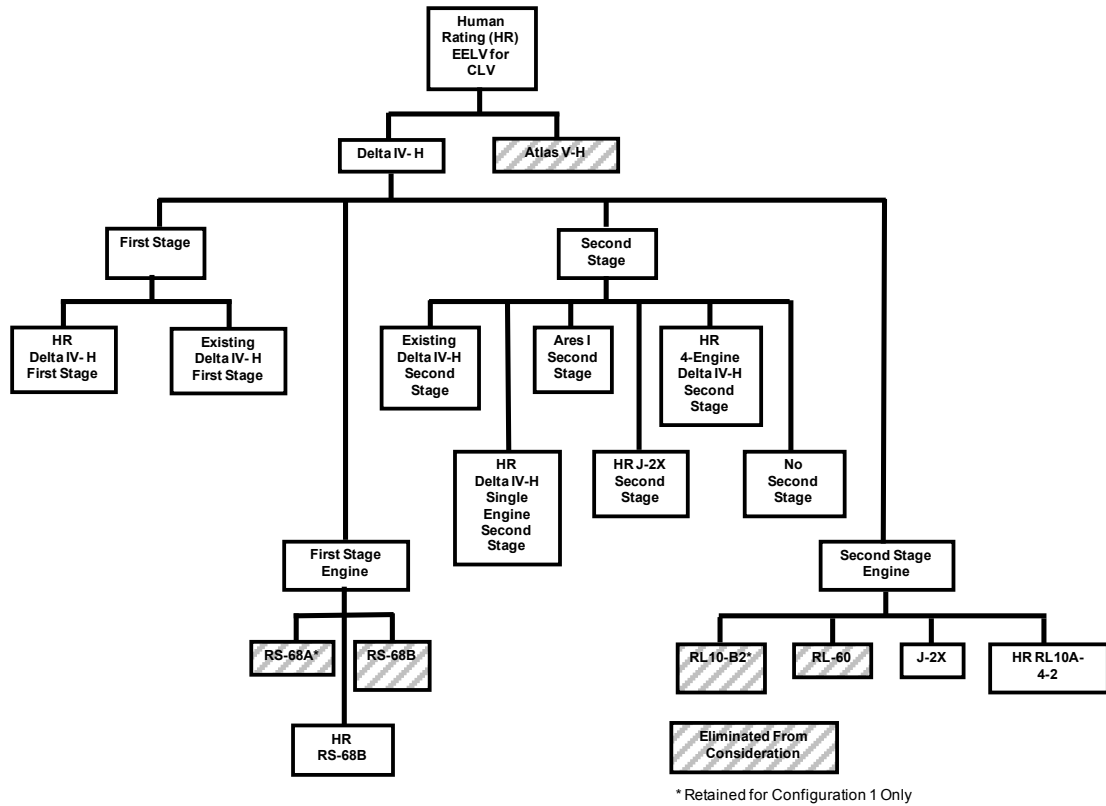 Human
Rating (HR)
EELV for
CLV
Delta IV- H
Atlas V-H
First Stage
Second
Stage
HR
Delta IV- H
First Stage
Existing
Delta IV- H
First Stage
Existing
Delta IV-H
Second
Stage
Ares I
Second
Stage
HR
4-Engine
Delta IV-H
Second
Stage
HR
Delta IV-H
Single
Engine
Second
Stage
HR J-2X
Second
Stage
No
Second
Stage
First Stage
Engine
Second Stage
Engine
RS-68A*
RS-68B
HR
RS-68B
RL10-B2*
RL-60
J-2X
HR RL10A-
4-2
Eliminated From
Consideration
* Retained for Configuration 1 Only